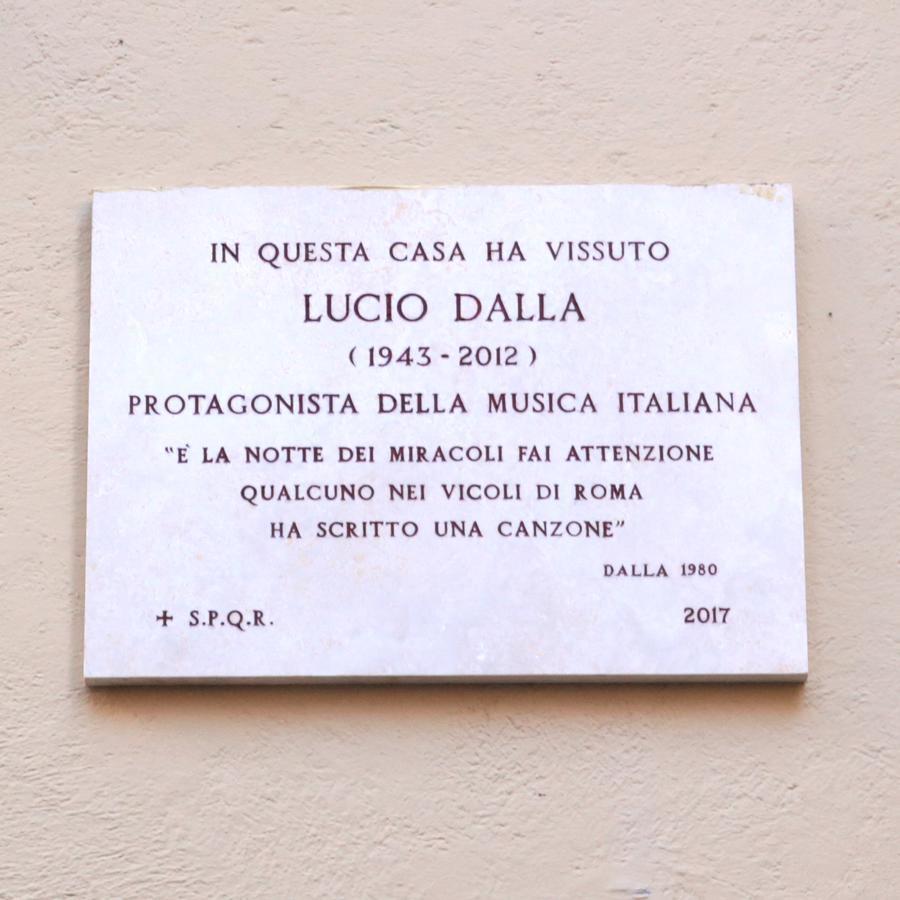 IN QUESTA CASA HA VISSUTO
LUCIO DALLA
( 1943 - 2012 )
PROTAGONISTA DELLA MUSICA ITALIANA
“È LA NOTTE DEI MIRACOLI FAI ATTENZIONE
QUALCUNO NEI VICOLI DI ROMA
HA SCRITTO UNA CANZONE”
DALLA 1980
✢ S.P.Q.R. 2017